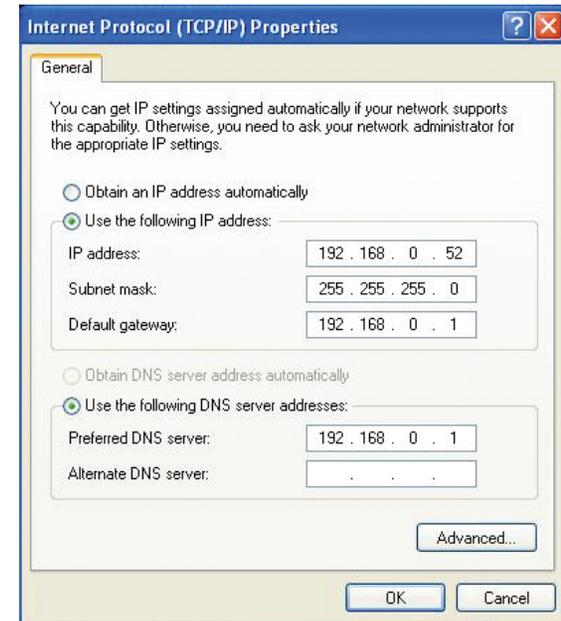 Internet Protocol (TCP/IP) Properties
General
You can get IP settings assigned automatically if your network supports
this capability. Otherwise, you need to ask your network administrator for
the appropriate IP settings.
Obtain an IP address automatically
Use the following IP address:
IP address: 192 . 168 . 0 . 52
Subnet mask: 255 . 255 . 255 . 0
Default gateway: 192 . 168 . 0 . 1
Obtain DNS server address automatically
Use the following DNS server addresses:
Preferred DNS server: 192 . 168 . 0 . 1
Alternate DNS server: . . .
Advanced...
OK Cancel